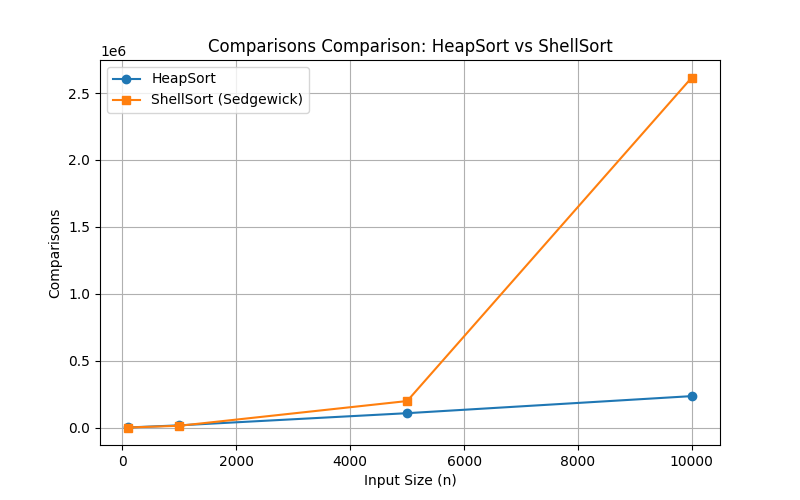 Comparisons Comparison: HeapSort vs ShellSort
1e6
HeapSort
ShellSort (Sedgewick)
2.5
2.0
1.5
1.0
0.5
0.0
Comparisons
0 2000 4000 6000 8000 10000
Input Size (n)